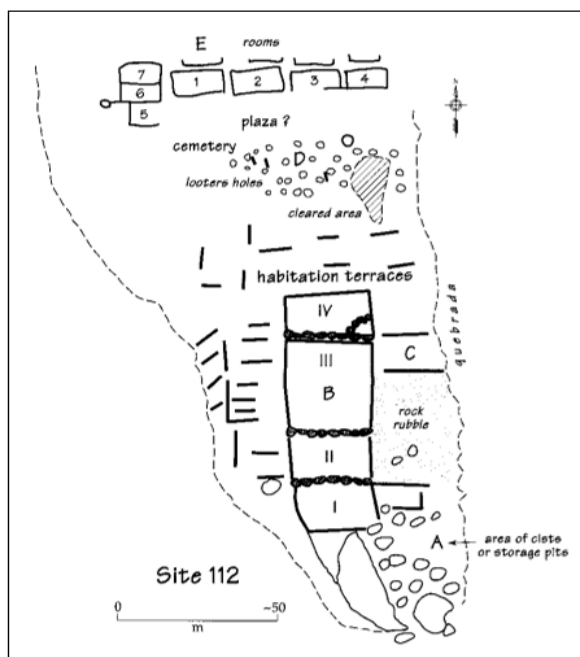 E rooms
7
6
5
1 2 3 4
plaza ?
cemetery
D
looters holes
cleared area
habitation terraces
IV
III
C
B
quebrada
rock
rubble
II
I
A area of cists
or storage pits
Site 112
0 ~50
m